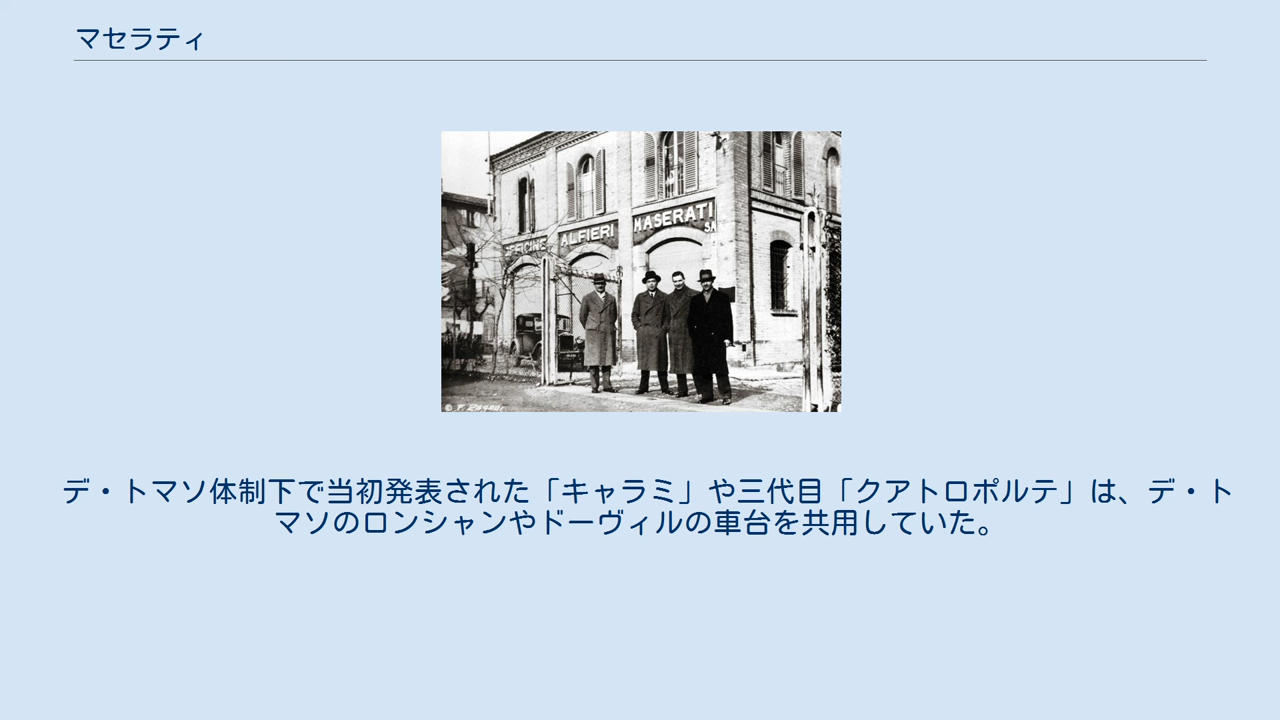 マセラティ
OFFICINE ALFIERI MASERATI
SA
デ・トマソ体制下で当初発表された「キャラミ」や三代目「クアトロポルテ」は、デ・ト
マソのロンシャンやドーヴィルの車台を共用していた。